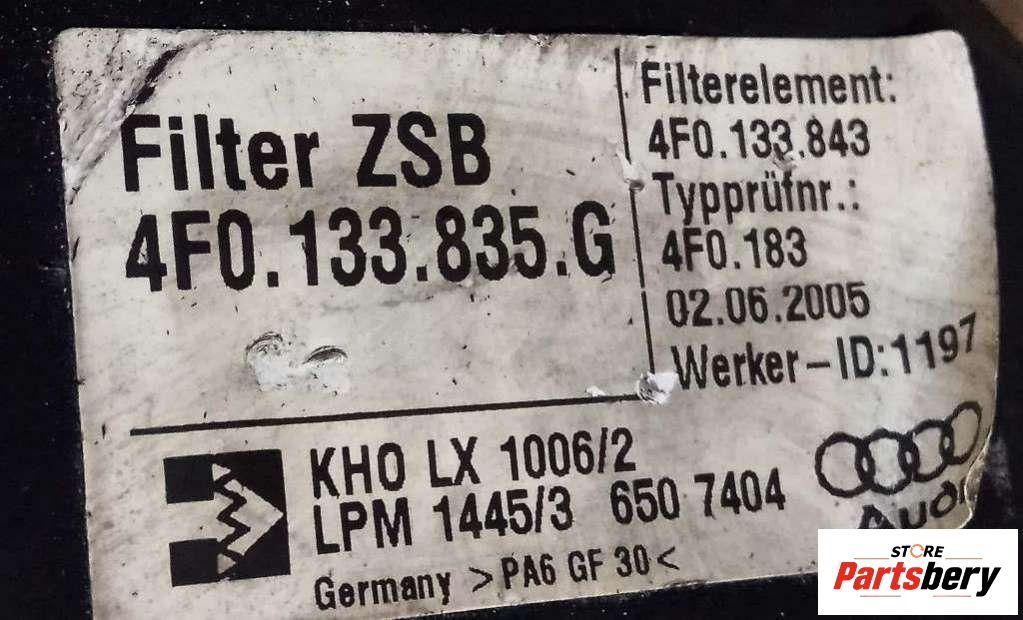 Filter ZSB
4F0.133.835.G
Filterelement:
4F0.133.843
Typprüfnr.:
4F0.183
02.06.2005
Werker-ID:1197
KHO LX 1006/2
LPM 1445/3 650 7404
Germany >PA6 GF 30<
Audi
STORE
Partsbery